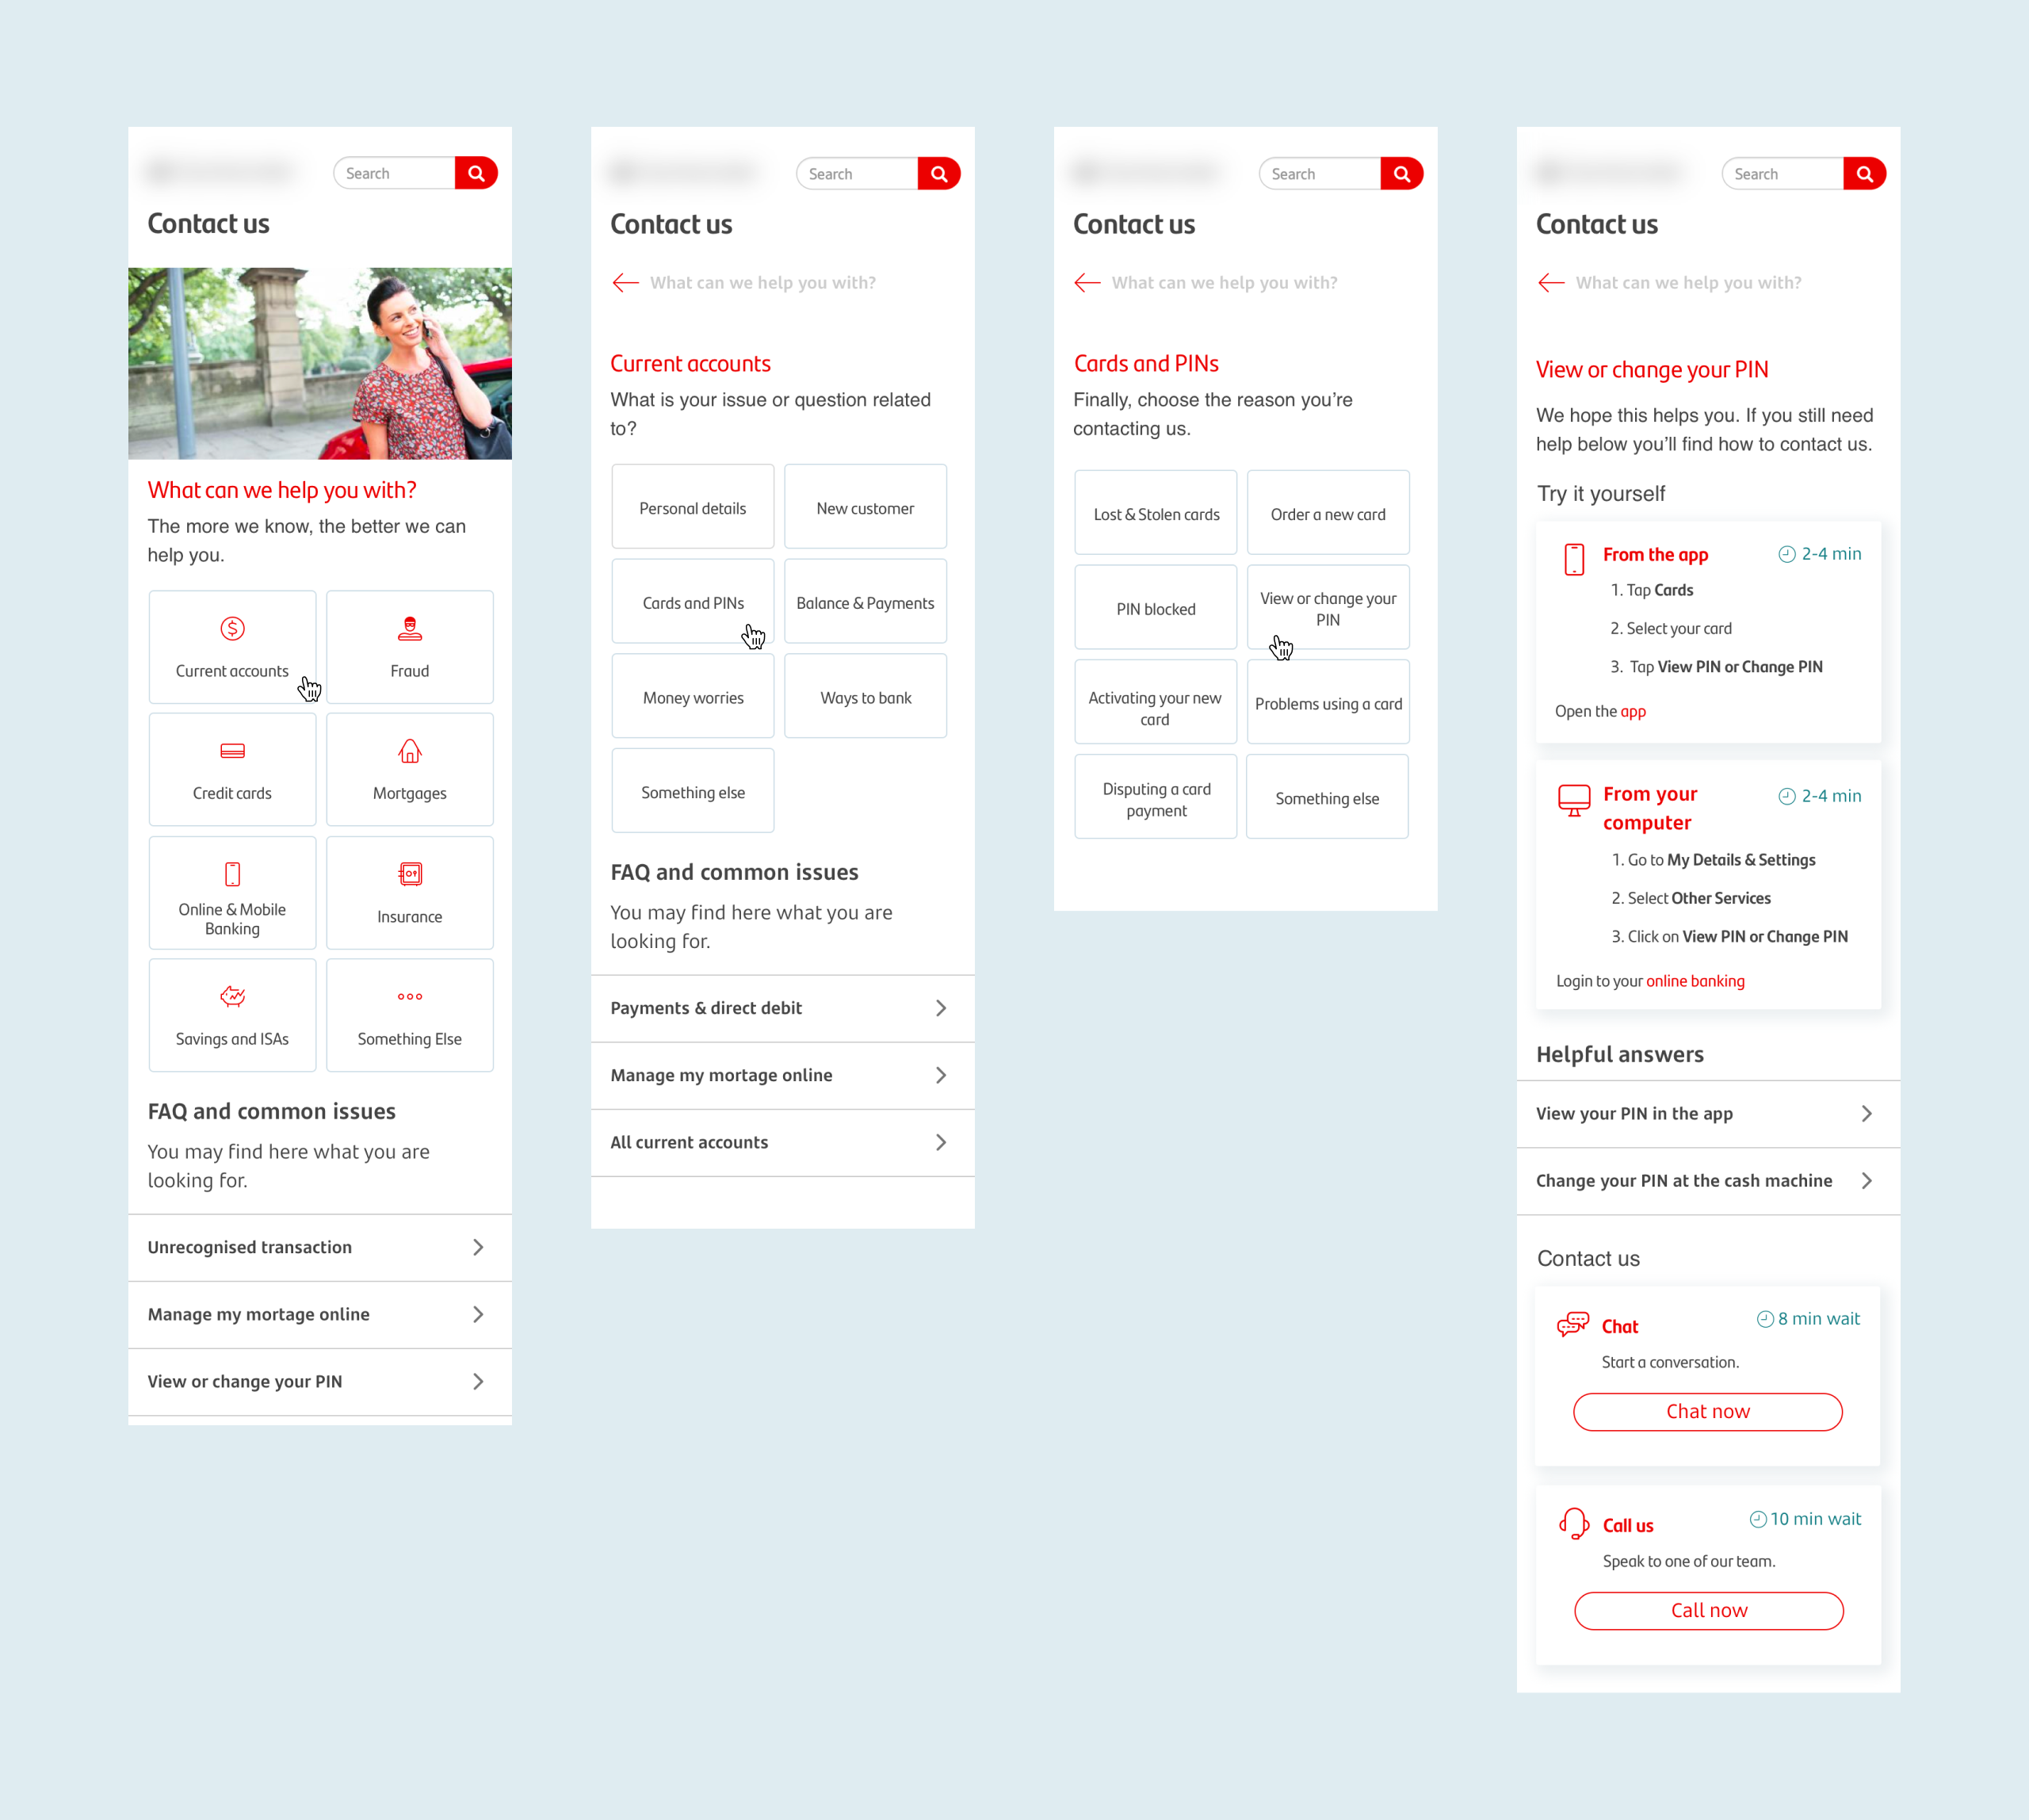 Search
Contact us
What can we help you with?
The more we know, the better we can
help you.
Current accounts
Fraud
Credit cards
Mortgages
Online & Mobile
Banking
Insurance
Savings and ISAs
Something Else
FAQ and common issues
You may find here what you are
looking for.
Unrecognised transaction
Manage my mortage online
View or change your PIN
Search
Contact us
What can we help you with?
Current accounts
What is your issue or question related
to?
Personal details
New customer
Cards and PINs
Balance & Payments
Money worries
Ways to bank
Something else
FAQ and common issues
You may find here what you are
looking for.
Payments & direct debit
Manage my mortage online
All current accounts
Search
Contact us
What can we help you with?
Cards and PINs
Finally, choose the reason you’re
contacting us.
Lost & Stolen cards
Order a new card
PIN blocked
View or change your
PIN
Activating your new
card
Problems using a card
Disputing a card
payment
Something else
Search
Contact us
What can we help you with?
View or change your PIN
We hope this helps you. If you still need
help below you’ll find how to contact us.
Try it yourself
From the app
2-4 min
1. Tap Cards
2. Select your card
3. Tap View PIN or Change PIN
Open the app
From your
computer
2-4 min
1. Go to My Details & Settings
2. Select Other Services
3. Click on View PIN or Change PIN
Login to your online banking
Helpful answers
View your PIN in the app
Change your PIN at the cash machine
Contact us
Chat
8 min wait
Start a conversation.
Chat now
Call us
10 min wait
Speak to one of our team.
Call now